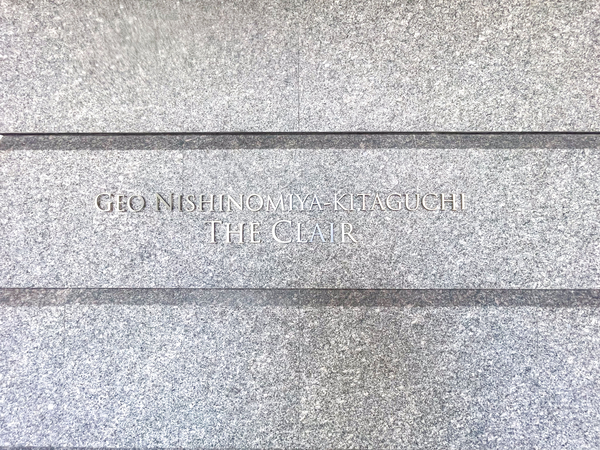 GEO NISHINOMIYA-KITAGUCHI
THE CLAIR